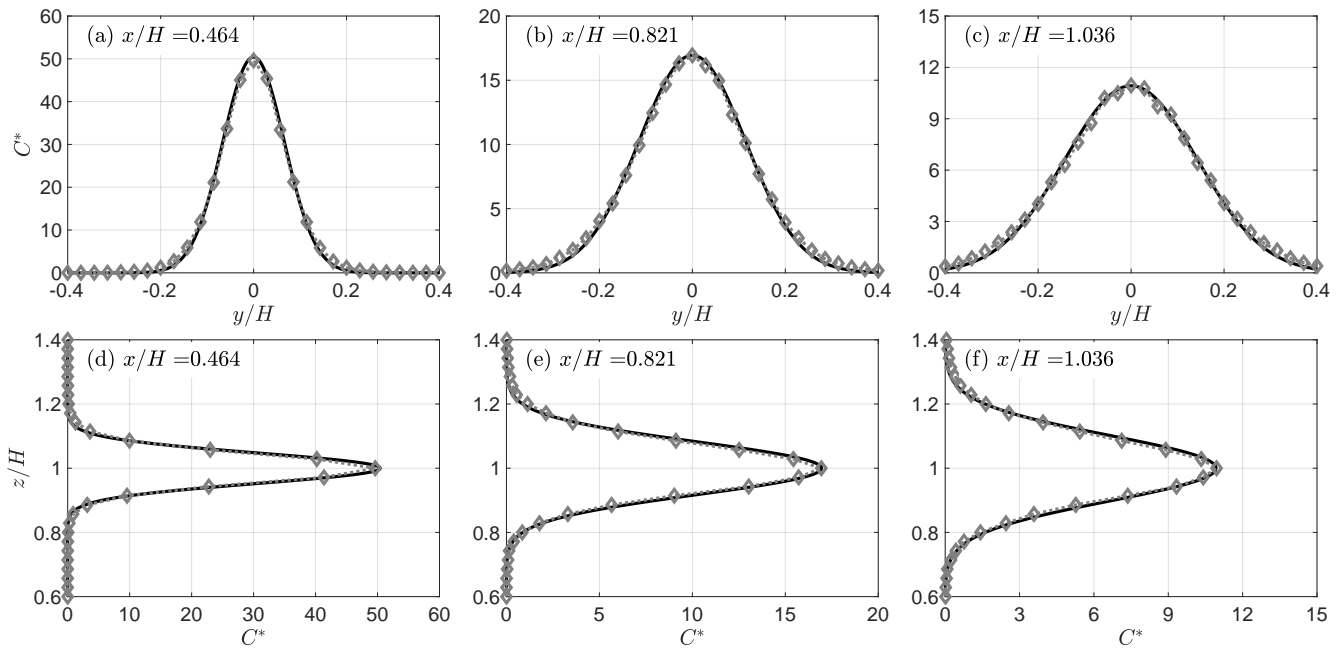 (a) x/H =0.464
60
50
40
30
20
10
0
C*
-0.4 -0.2 0 0.2 0.4
y/H
(b) x/H =0.821
20
15
10
5
0
-0.4 -0.2 0 0.2 0.4
y/H
(c) x/H =1.036
15
12
9
6
3
0
-0.4 -0.2 0 0.2 0.4
y/H
(d) x/H =0.464
1.4
1.2
1
0.8
0.6
z/H
0 10 20 30 40 50 60
C*
(e) x/H =0.821
1.4
1.2
1
0.8
0.6
0 5 10 15 20
C*
(f) x/H =1.036
1.4
1.2
1
0.8
0.6
0 3 6 9 12 15
C*